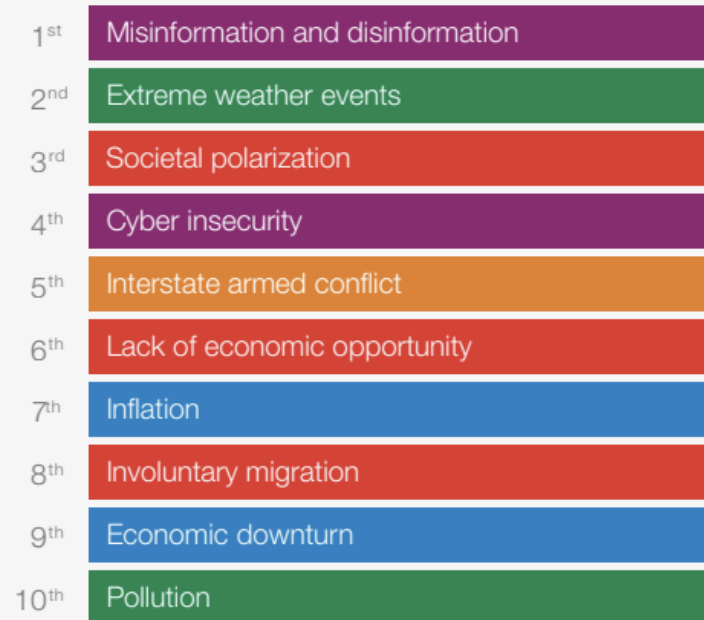 1st Misinformation and disinformation
2nd Extreme weather events
3rd Societal polarization
4th Cyber insecurity
5th Interstate armed conflict
6th Lack of economic opportunity
7th Inflation
8th Involuntary migration
9th Economic downturn
10th Pollution